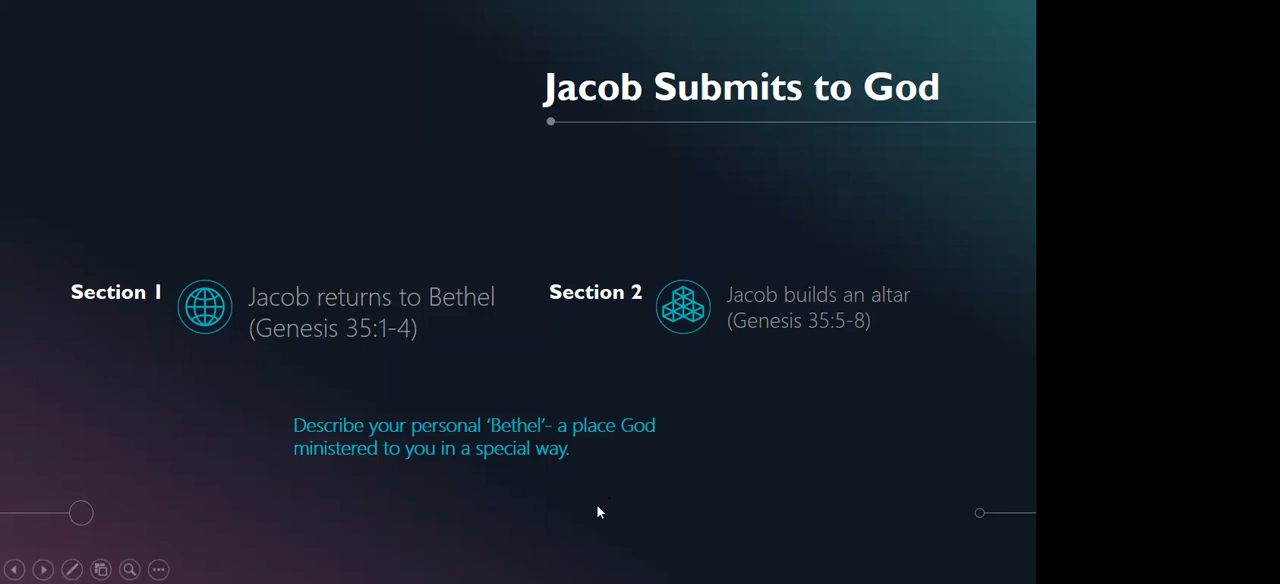 Jacob Submits to God
Section 1
Jacob returns to Bethel
(Genesis 35:1-4)
Section 2
Jacob builds an altar
(Genesis 35:5-8)
Describe your personal ‘Bethel’- a place God
ministered to you in a special way.